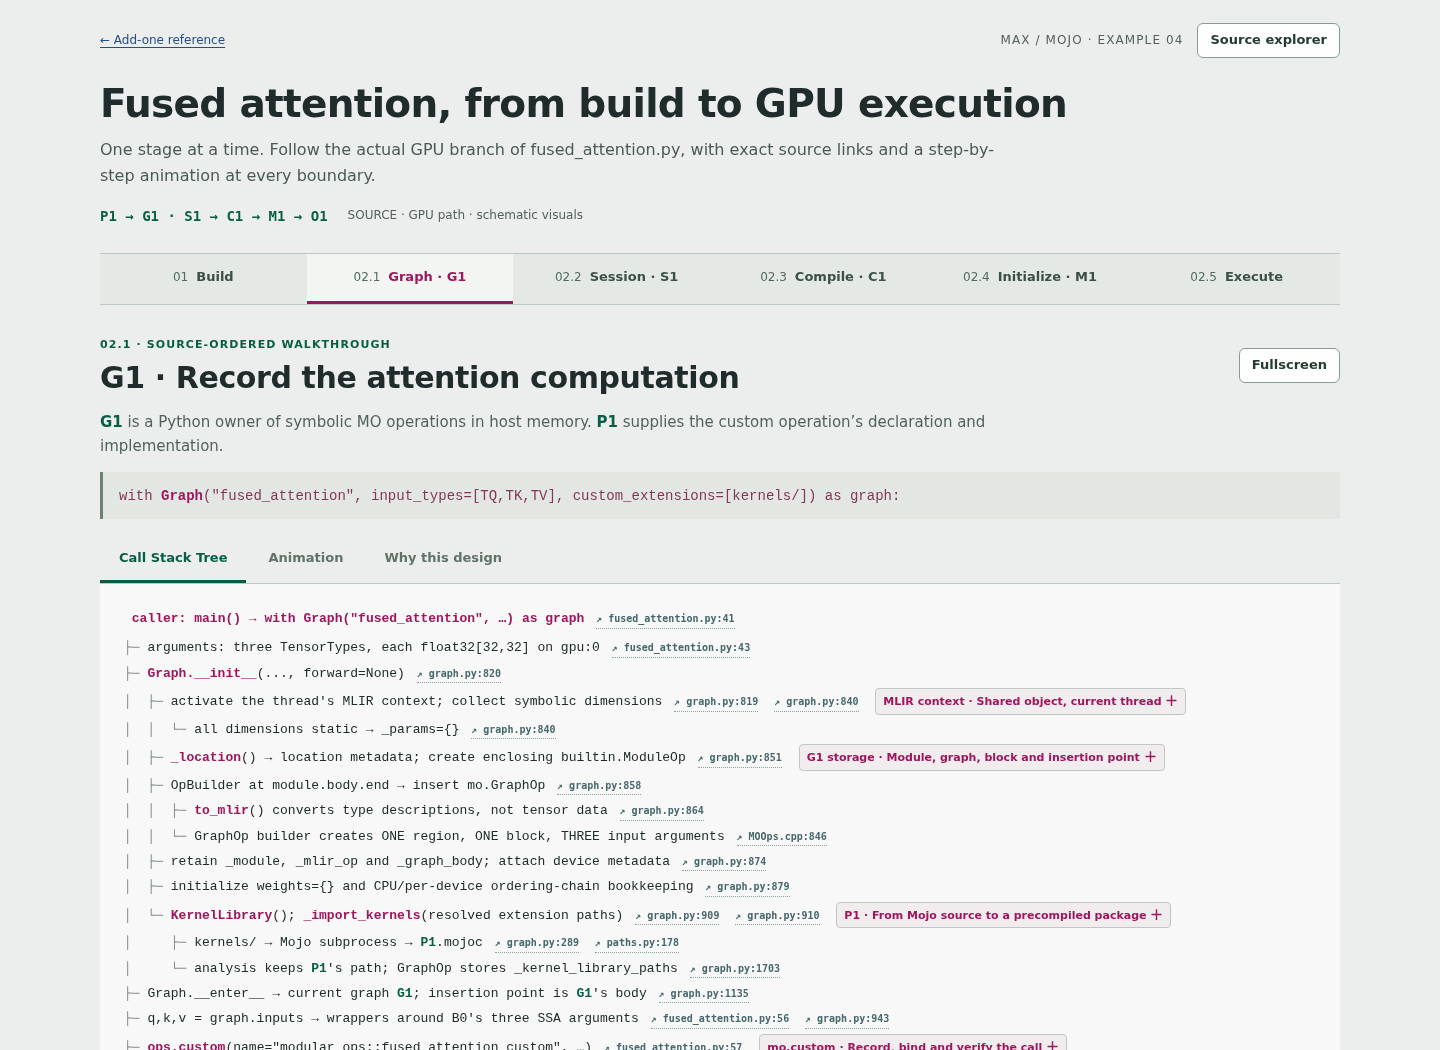 ← Add-one reference
MAX / MOJO · EXAMPLE 04
Source explorer
Fused attention, from build to GPU execution
One stage at a time. Follow the actual GPU branch of fused_attention.py, with exact source links and a step-by-
step animation at every boundary.
P1 → G1 · S1 → C1 → M1 → O1 SOURCE · GPU path · schematic visuals
01 Build 02.1 Graph · G1 02.2 Session · S1 02.3 Compile · C1 02.4 Initialize · M1 02.5 Execute
02.1 · SOURCE-ORDERED WALKTHROUGH
G1 · Record the attention computation
Fullscreen
G1 is a Python owner of symbolic MO operations in host memory. P1 supplies the custom operation’s declaration and
implementation.
with Graph("fused_attention", input_types=[TQ,TK,TV], custom_extensions=[kernels/]) as graph:
Call Stack Tree Animation Why this design
caller: main() → with Graph("fused_attention", …) as graph ↗ fused_attention.py:41
├─ arguments: three TensorTypes, each float32[32,32] on gpu:0 ↗ fused_attention.py:43
├─ Graph.__init__(..., forward=None) ↗ graph.py:820
│ ├─ activate the thread's MLIR context; collect symbolic dimensions ↗ graph.py:819 ↗ graph.py:840 MLIR context · Shared object, current thread +
│ │ └─ all dimensions static → _params={} ↗ graph.py:840
│ ├─ _location() → location metadata; create enclosing builtin.ModuleOp ↗ graph.py:851 G1 storage · Module, graph, block and insertion point +
│ ├─ OpBuilder at module.body.end → insert mo.GraphOp ↗ graph.py:858
│ │ ├─ to_mlir() converts type descriptions, not tensor data ↗ graph.py:864
│ │ └─ GraphOp builder creates ONE region, ONE block, THREE input arguments ↗ MOOps.cpp:846
│ ├─ retain _module, _mlir_op and _graph_body; attach device metadata ↗ graph.py:874
│ ├─ initialize weights={} and CPU/per-device ordering-chain bookkeeping ↗ graph.py:879
│ └─ KernelLibrary(); _import_kernels(resolved extension paths) ↗ graph.py:909 ↗ graph.py:910 P1 · From Mojo source to a precompiled package +
│ ├─ kernels/ → Mojo subprocess → P1.mojoc ↗ graph.py:289 ↗ paths.py:178
│ └─ analysis keeps P1's path; GraphOp stores _kernel_library_paths ↗ graph.py:1703
├─ Graph.__enter__ → current graph G1; insertion point is G1's body ↗ graph.py:1135
├─ q,k,v = graph.inputs → wrappers around B0's three SSA arguments ↗ fused_attention.py:56 ↗ graph.py:943
├─ ops.custom(name="modular_ops::fused_attention_custom", …) ↗ fused_attention.py:57 mo.custom · Record, bind and verify the call +